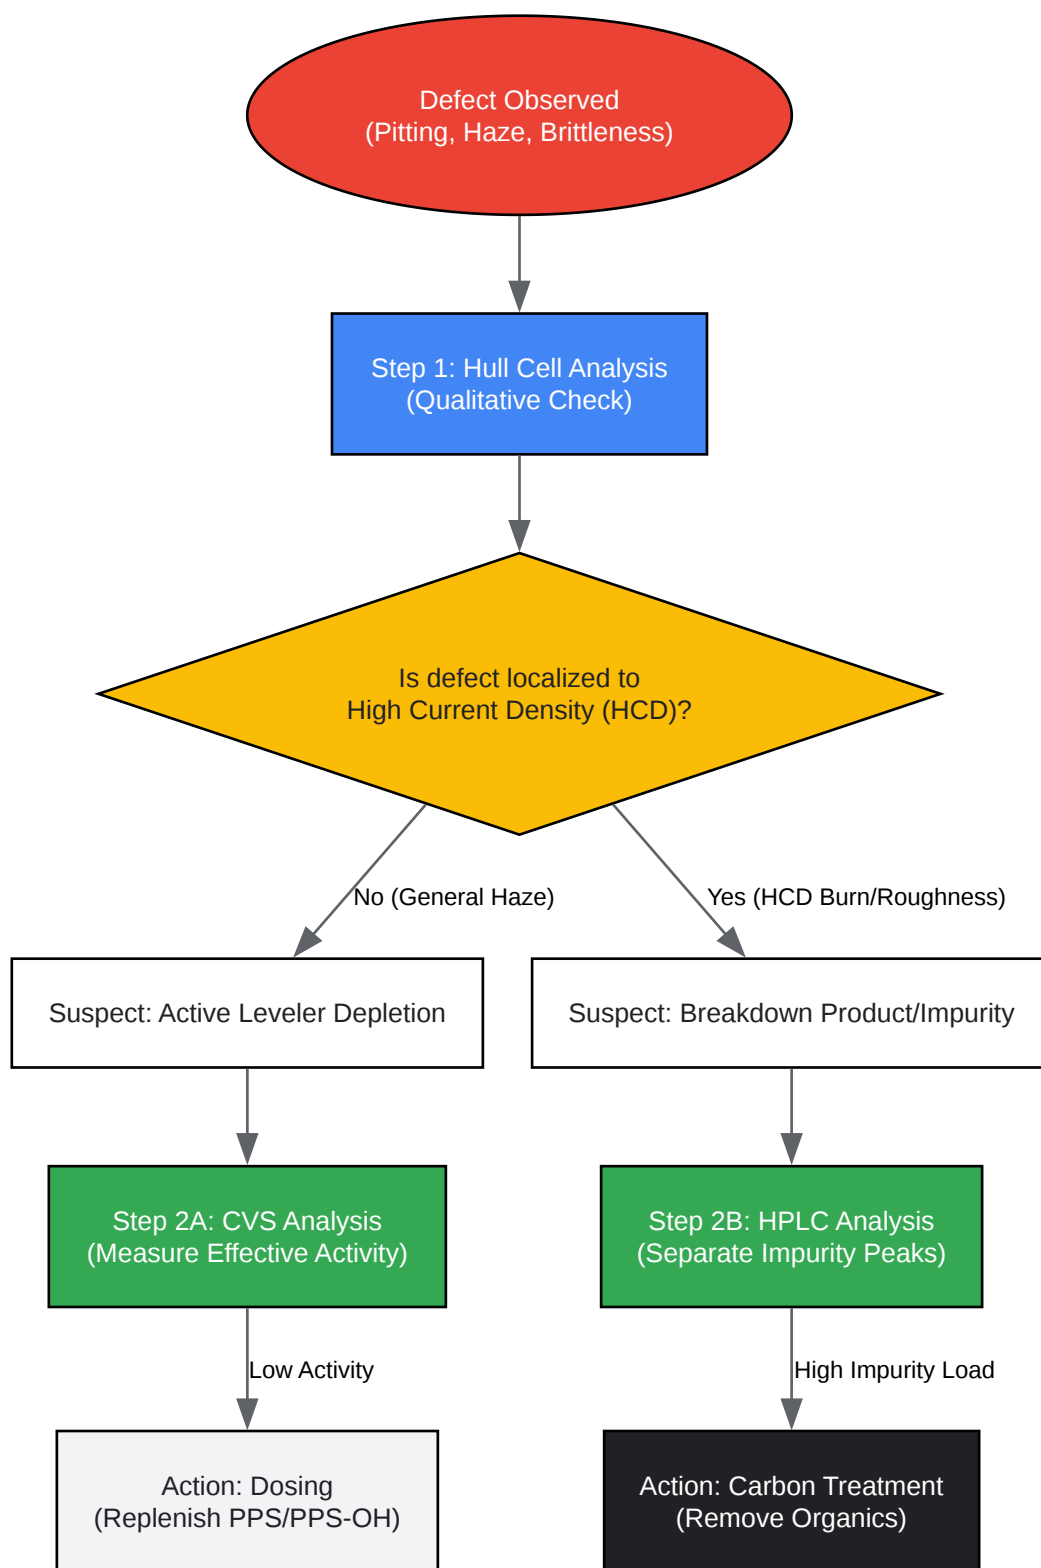 Defect Observed
(Pitting, Haze, Brittleness)
Step 1: Hull Cell Analysis
(Qualitative Check)
Is defect localized to
High Current Density (HCD)?
No (General Haze)
Yes (HCD Burn/Roughness)
Suspect: Active Leveler Depletion
Suspect: Breakdown Product/Impurity
Step 2A: CVS Analysis
(Measure Effective Activity)
Step 2B: HPLC Analysis
(Separate Impurity Peaks)
Low Activity
High Impurity Load
Action: Dosing
(Replenish PPS/PPS-OH)
Action: Carbon Treatment
(Remove Organics)